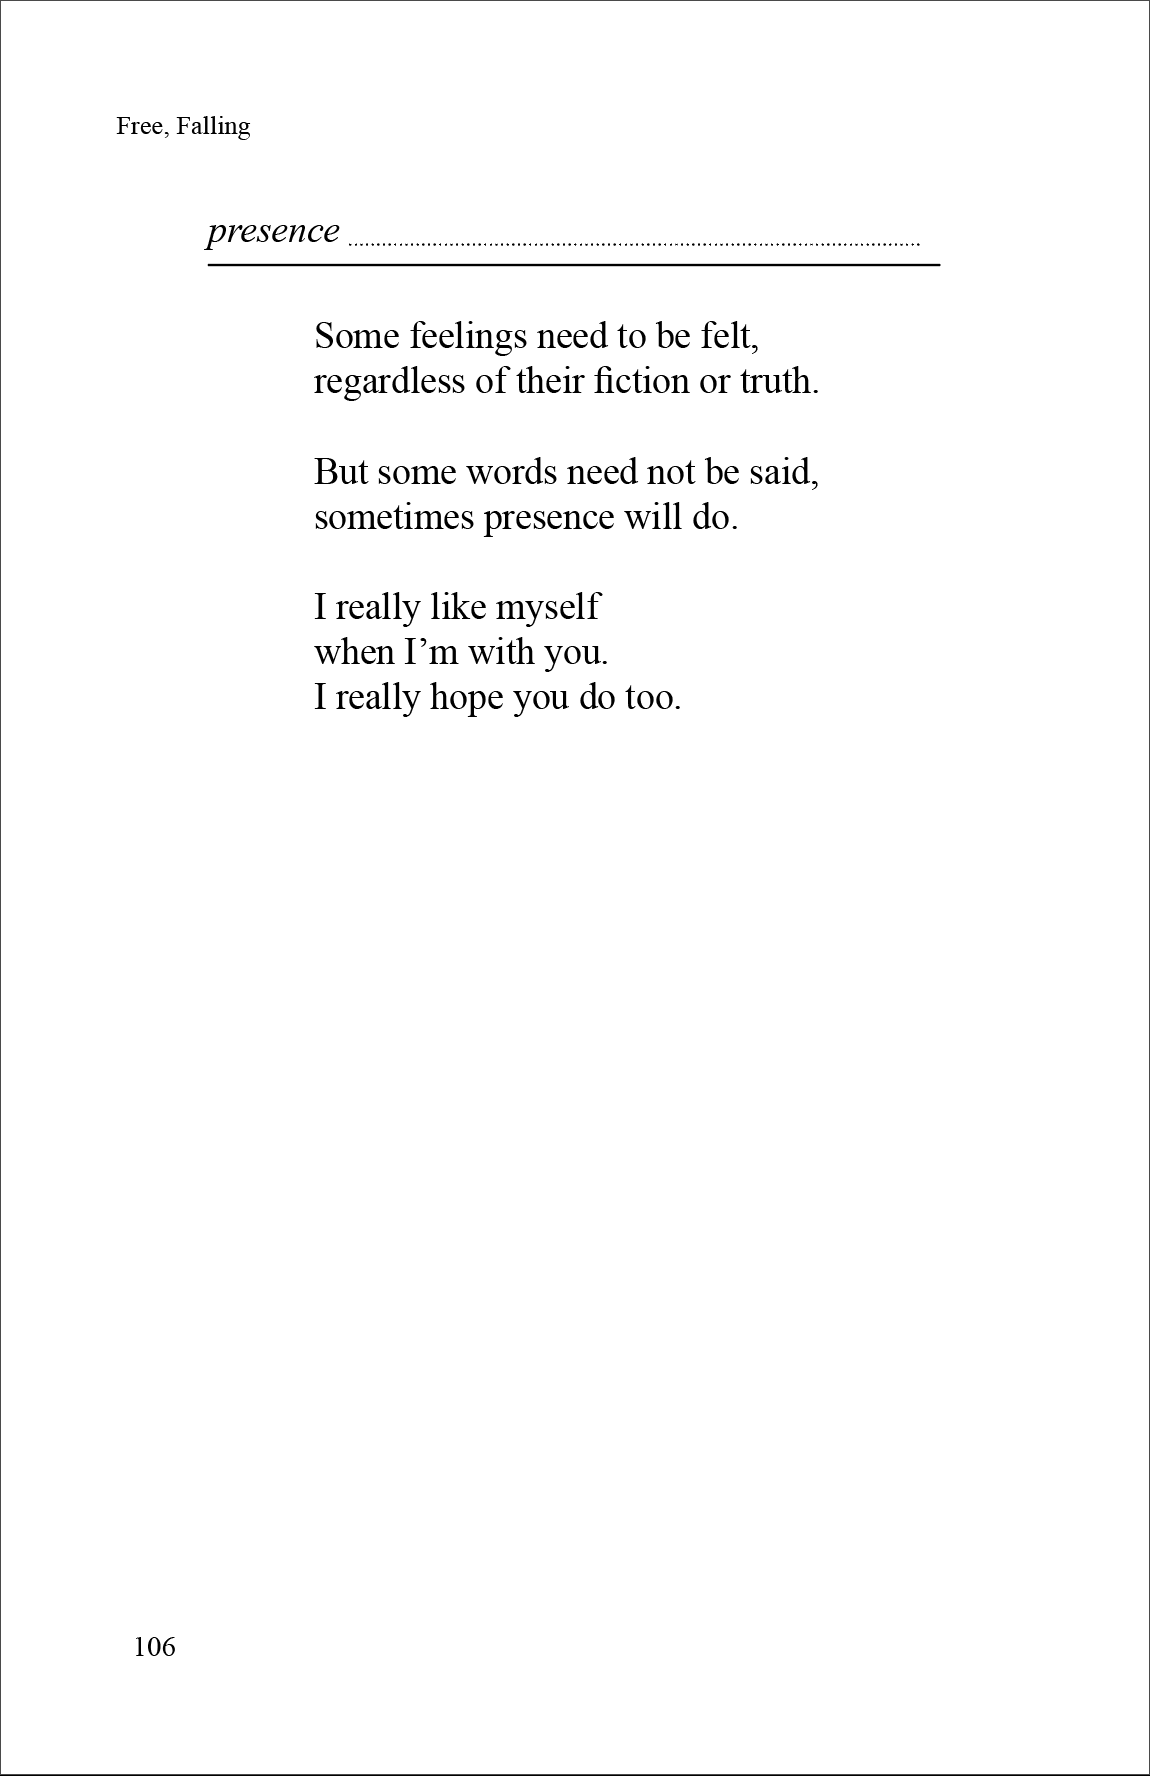 Free, Falling
presence
Some feelings need to be felt,
regardless of their fiction or truth.
But some words need not be said,
sometimes presence will do.
I really like myself
when I’m with you.
I really hope you do too.
106